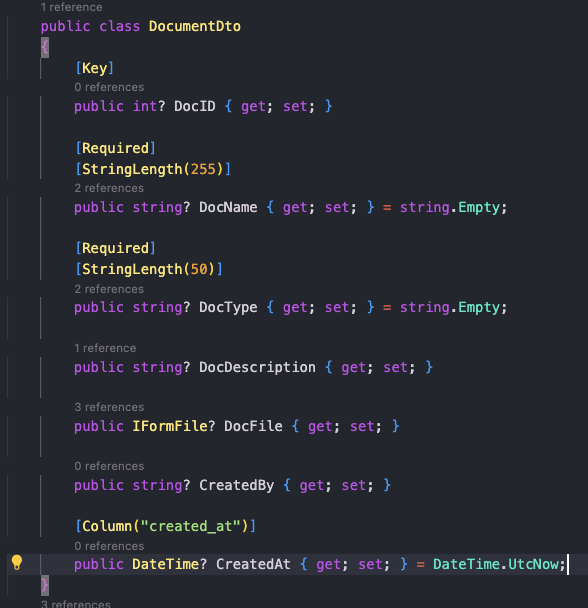 1 reference
public class DocumentDto
{
[Key]
0 references
public int? DocID { get; set; }
[Required]
[StringLength(255)]
2 references
public string? DocName { get; set; } = string.Empty;
[Required]
[StringLength(50)]
2 references
public string? DocType { get; set; } = string.Empty;
1 reference
public string? DocDescription { get; set; }
3 references
public IFormFile? DocFile { get; set; }
0 references
public string? CreatedBy { get; set; }
[Column("created_at")]
0 references
public DateTime? CreatedAt { get; set; } = DateTime.UtcNow;
}
3 references